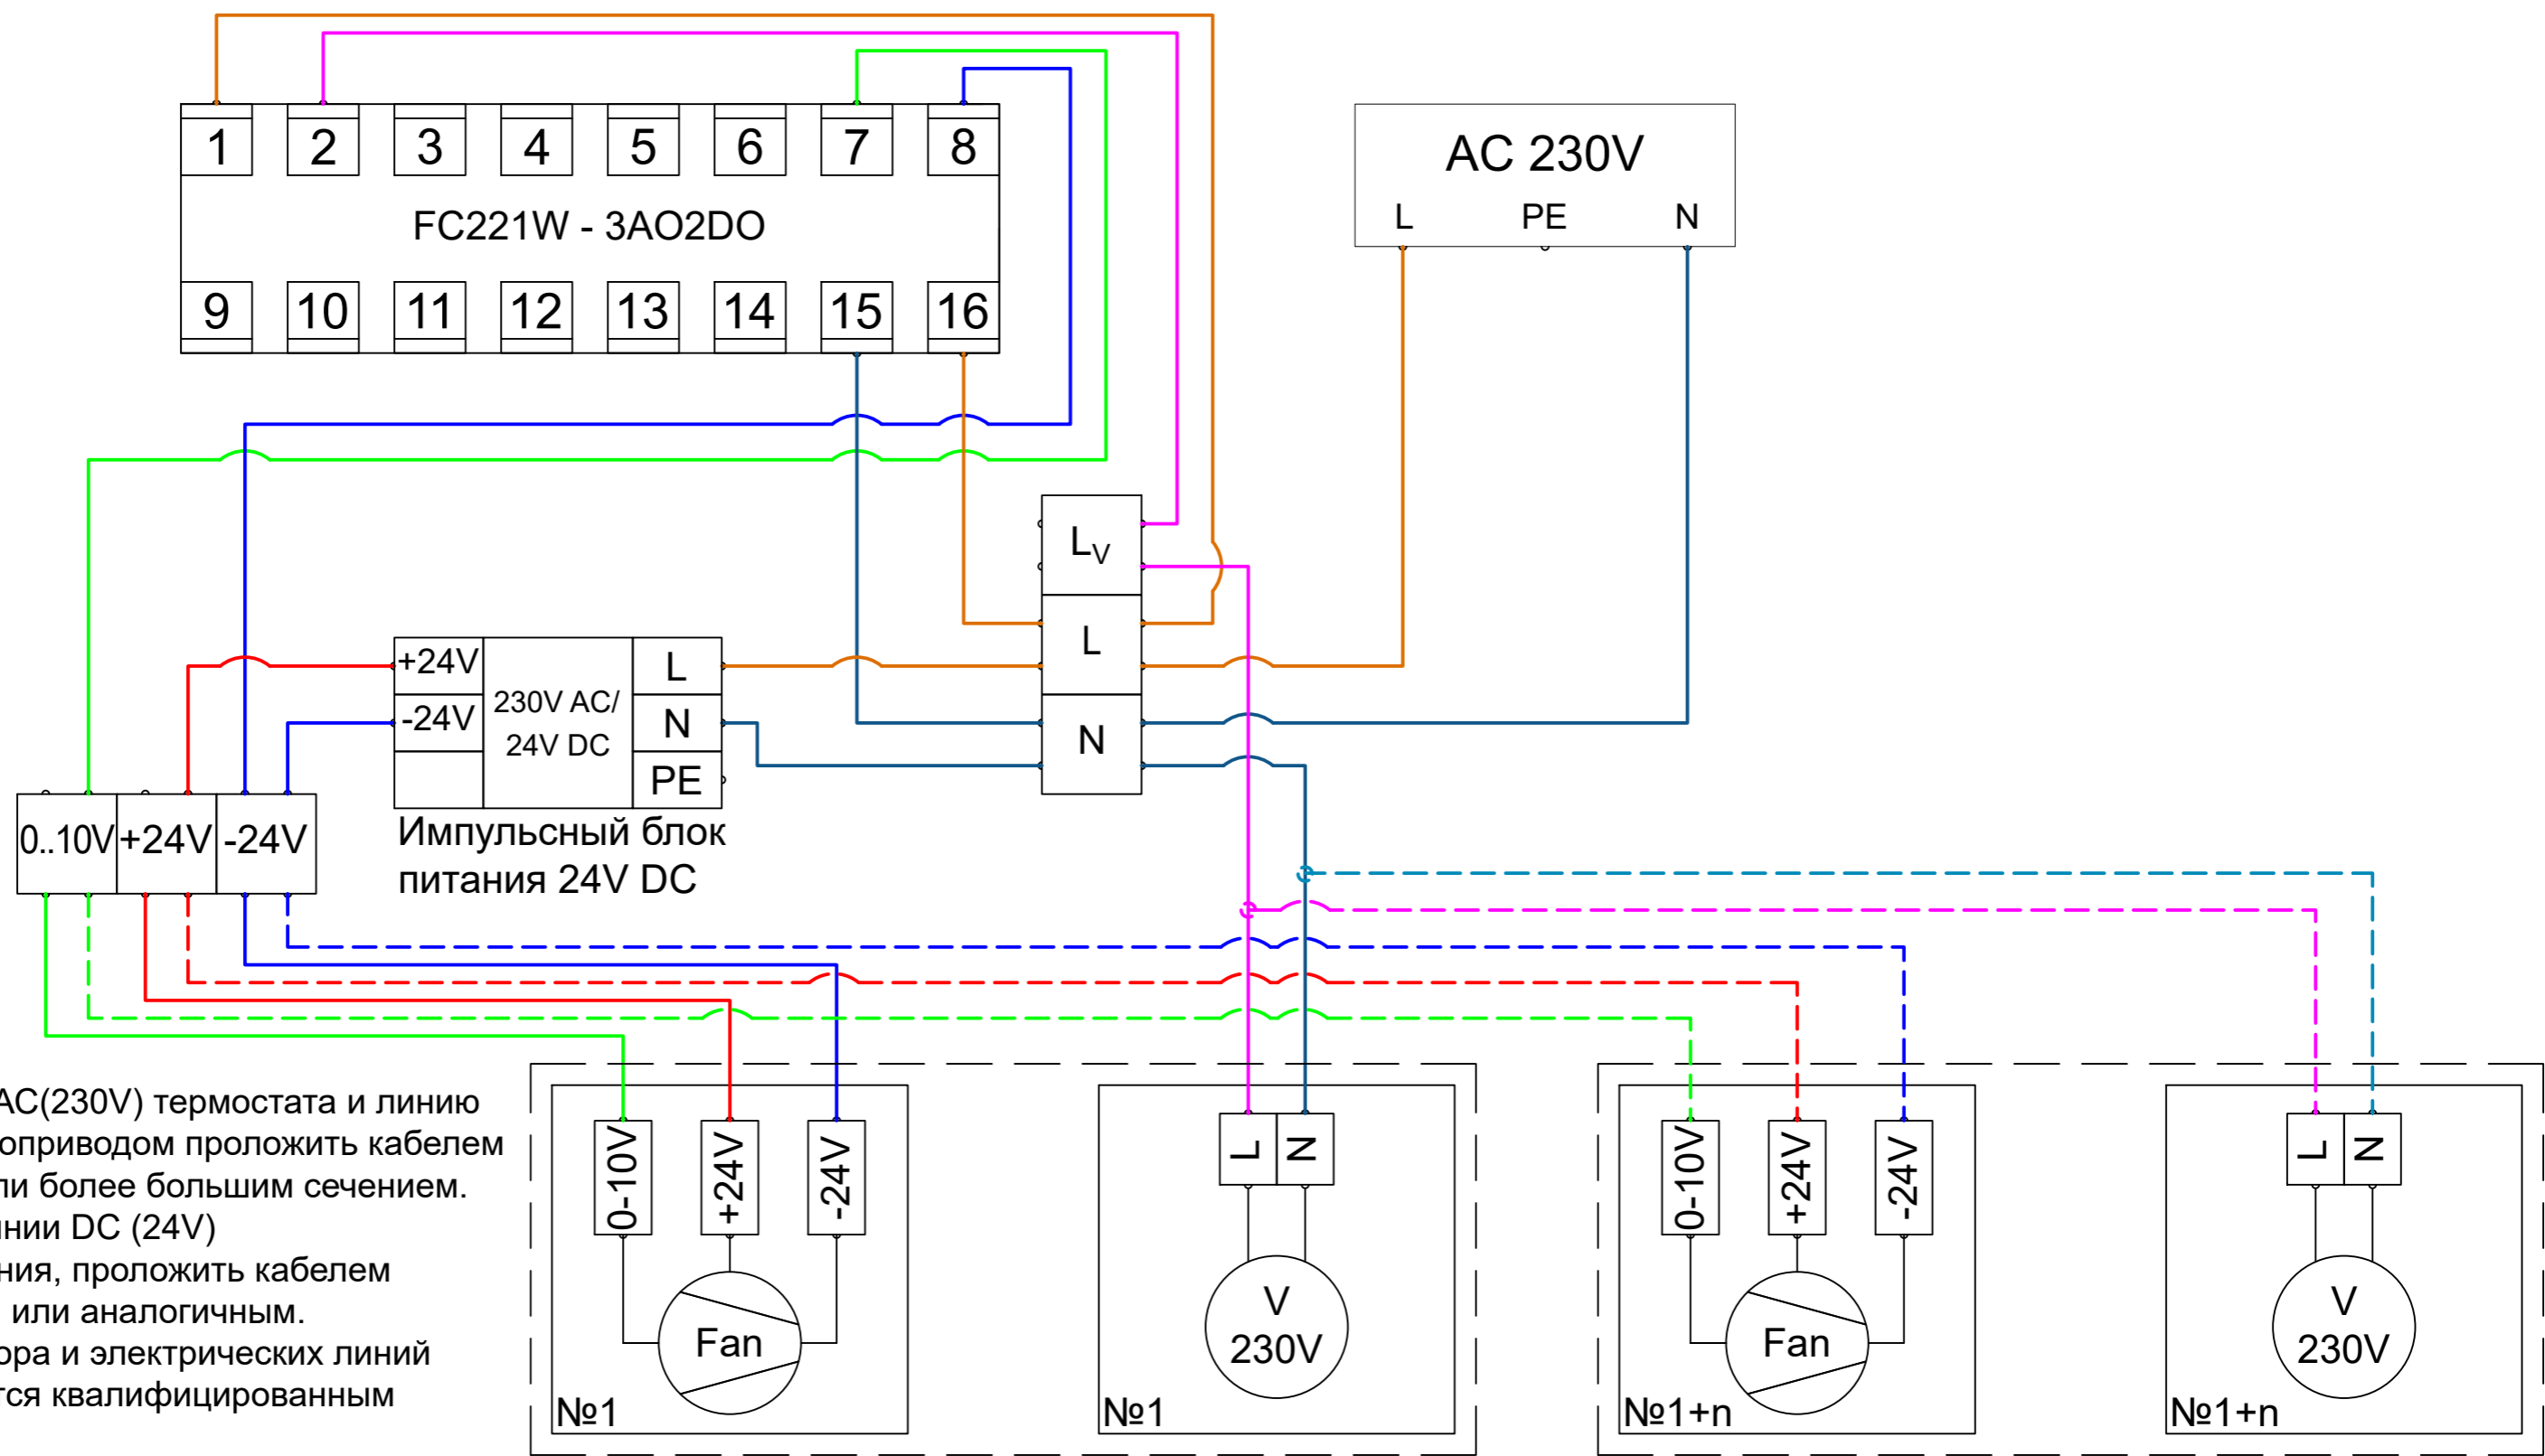 1 2 3 4 5 6 7 8
FC221W - 3AO2DO
9 10 11 12 13 14 15 16
AC 230V
L PE N
L_V
L
N
+24V
-24V
230V AC/
24V DC
L
N
PE
Импульсный блок
питания 24V DC
0..10V +24V -24V
AC(230V) термостата и линию
оприводом проложить кабелем
ли более большим сечением.
нии DC (24V)
ния, проложить кабелем
или аналогичным.
ора и электрических линий
тся квалифицированным
0-10V +24V -24V
Fan
№1
L N
V
230V
№1
0-10V +24V -24V
Fan
№1+n
L N
V
230V
№1+n